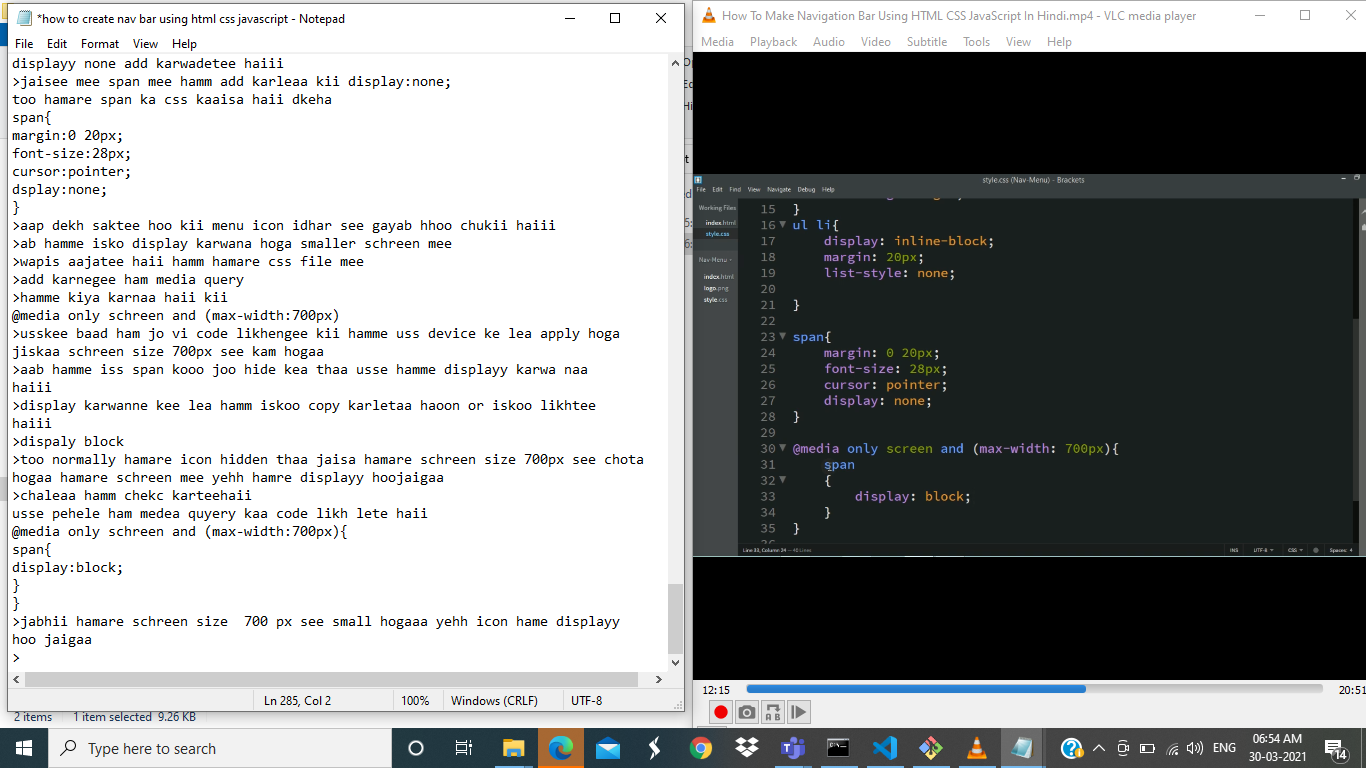 *how to create nav bar using html css javascript - Notepad
File Edit Format View Help
displayy none add karwadetee haiii
>jaisee mee span mee hamm add karleaa kii display:none;
too hamare span ka css kaaisa haii dkeha
span{
margin:0 20px;
font-size:28px;
cursor:pointer;
dsplay:none;
}
>aap dekh saktee hoo kii menu icon idhar see gayab hhoo chukii haiii
>ab hamme isko display karwana hoga smaller schreen mee
>wapis aajatee haii hamm hamare css file mee
>add karnegee ham media query
>hamme kiya karnaa haii kii
@media only schreen and (max-width:700px)
>usskee baad ham jo vi code likhengee kii hamme uss device ke lea apply hoga
jiskaa schreen size 700px see kam hogaa
>aab hamme iss span kooo joo hide kea thaa usse hamme displayy karwa naa
haiii
>display karwanne kee lea hamm iskoo copy karletaa haoon or iskoo likhtee
haiii
>dispaly block
>too normally hamare icon hidden thaa jaisa hamare schreen size 700px see chota
hogaa hamare schreen mee yehh hamre displayy hoojaigaa
>chaleaa hamm chekc karteehaii
usse pehele ham medea quyery kaa code likh lete haii
@media only schreen and (max-width:700px){
span{
display:block;
}
}
>jabhii hamare schreen size  700 px see small hogaaa yehh icon hame displayy
hoo jaigaa
>
Ln 285, Col 2 100% Windows (CRLF) UTF-8
2 items 1 item selected 9.26 KB
How To Make Navigation Bar Using HTML CSS JavaScript In Hindi.mp4 - VLC media player
Media Playback Audio Video Subtitle Tools View Help
style.css (Nav-Menu) - Brackets
File Edit Find View Navigate Debug Help
Working Files
index.html
style.css
Nav-Menu
index.html
logo.png
style.css
15 }
16 ul li{
17 display: inline-block;
18 margin: 20px;
19 list-style: none;
20
21 }
22
23 span{
24 margin: 0 20px;
25 font-size: 28px;
26 cursor: pointer;
27 display: none;
28 }
29
30 @media only screen and (max-width: 700px){
31 span
32 {
33 display: block;
34 }
35 }
Line 33, Column 24 — 40 Lines INS UTF-8 CSS Spaces: 4
12:15 20:51
Type here to search
ENG 06:54 AM
30-03-2021
14